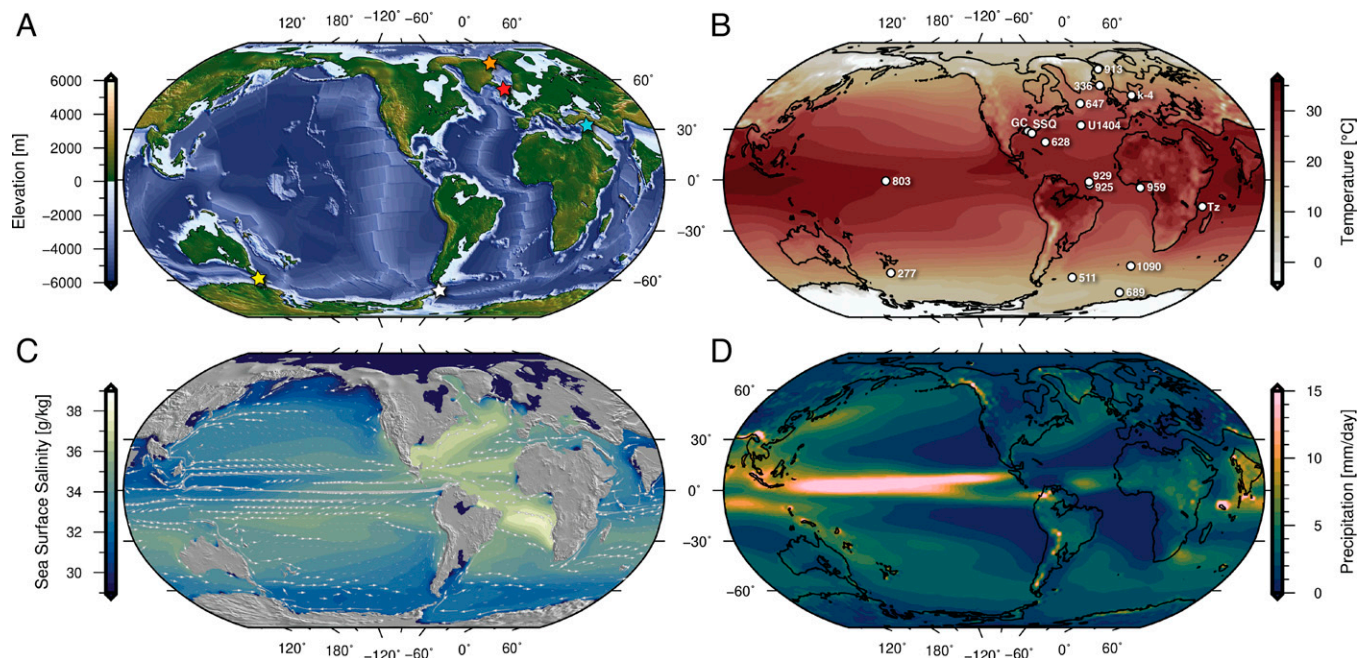 A
120° −120° 0°
180° −60° 60°
6000
4000
2000
0
−2000
−4000
−6000
Elevation [m]
60°
30°
0°
−30°
−60°
B
120° −120° 0°
180° −60° 60°
913
336
k-4
647
GC SSQ
U1404
628
803
929
925
959
Tz
277
511
1090
689
30
20
10
0
Temperature [°C]
C
38
36
34
32
30
Sea Surface Salinity [g/kg]
120° −120° 0°
180° −60° 60°
D
60°
30°
0°
−30°
−60°
15
10
5
0
Precipitation [mm/day]
120° −120° 0°
180° −60° 60°